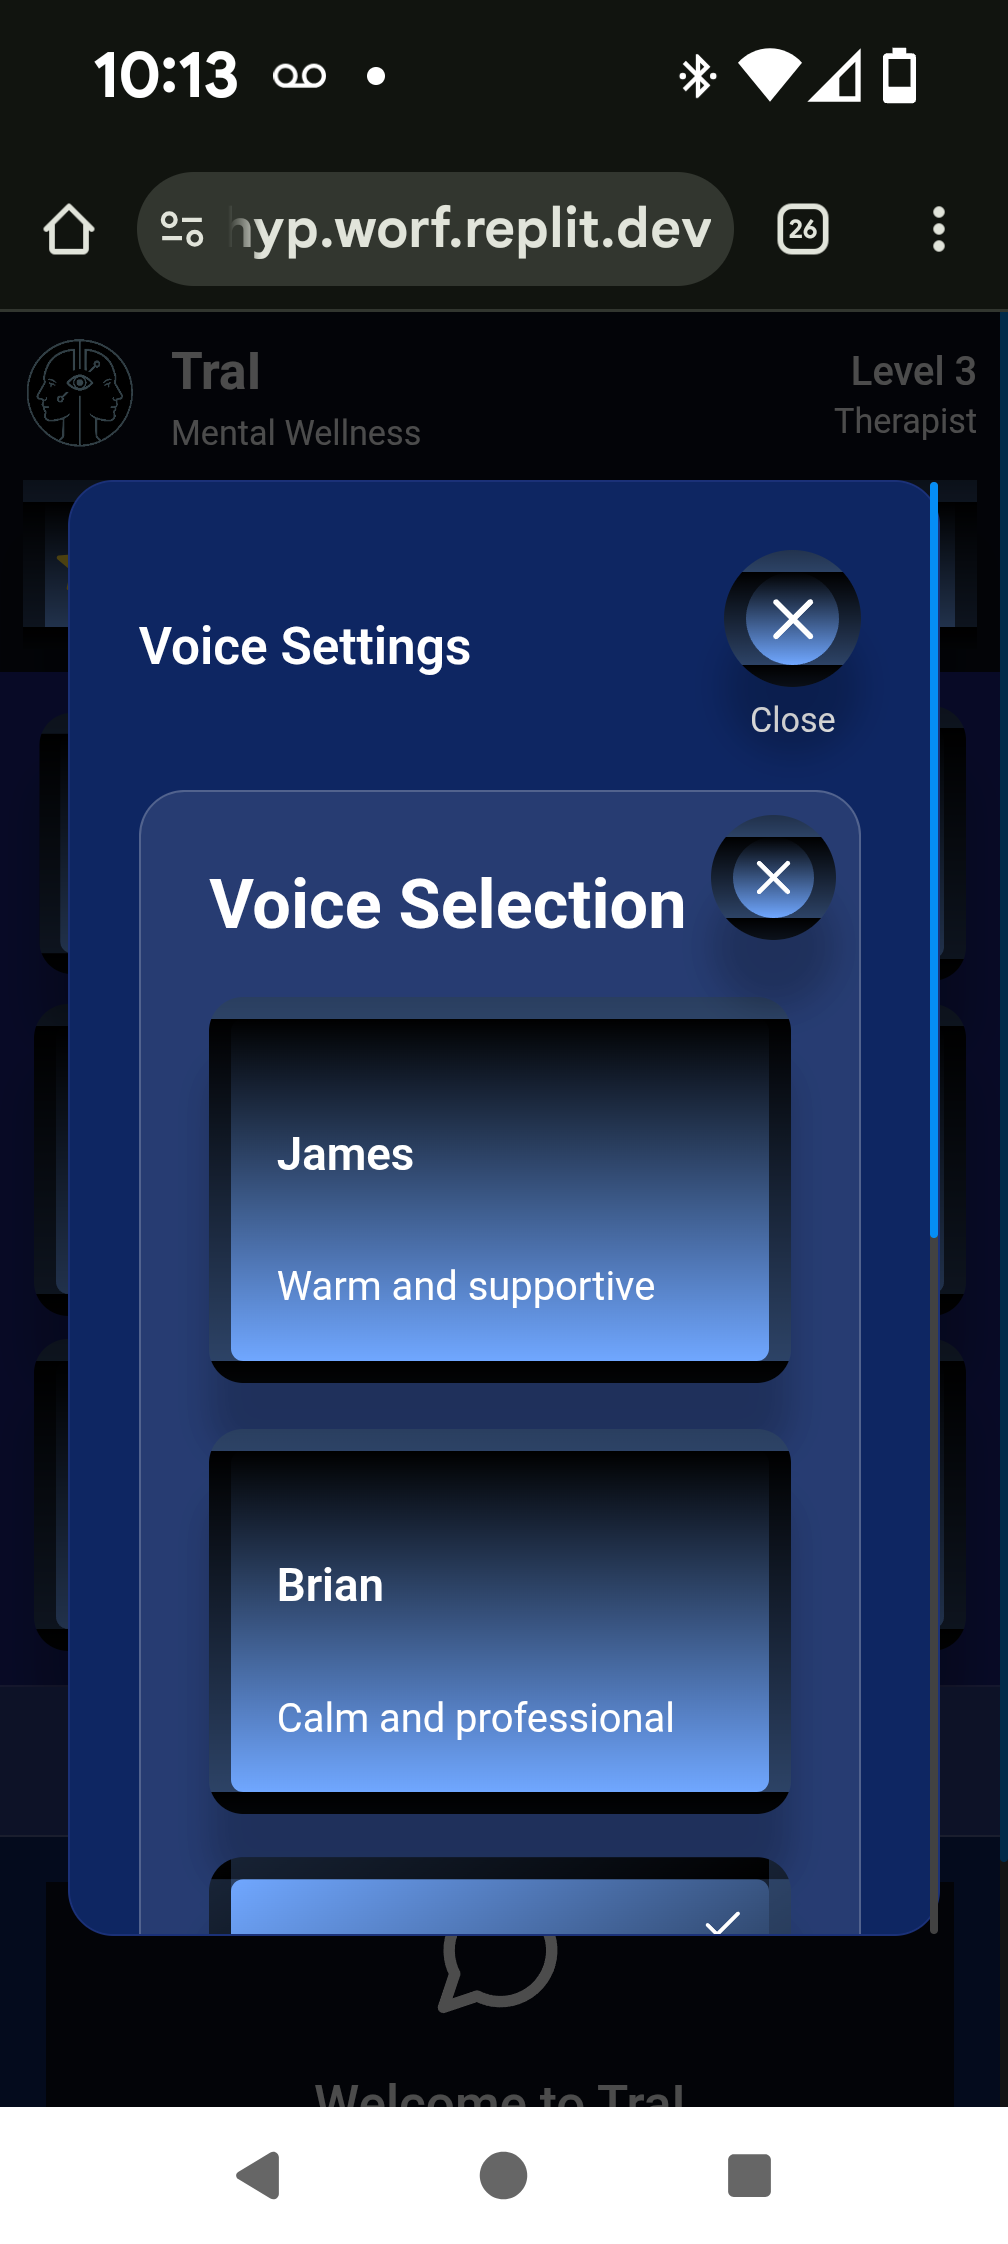 10:13
hyp.worf.replit.dev
26
Tral
Mental Wellness
Level 3
Therapist
Voice Settings
Close
Voice Selection
James
Warm and supportive
Brian
Calm and professional
Welcome to Tral